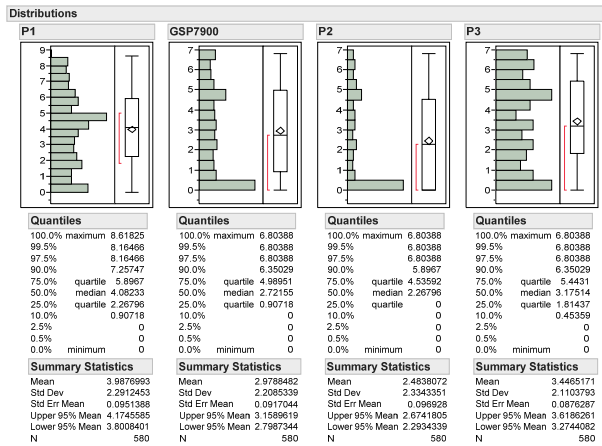 Distributions
P1
9
8
7
6
5
4
3
2
1
0
Quantiles
100.0% maximum 8.61825
99.5% 8.16466
99.5% 8.16466
90.0% 7.25747
75.0% quartile 5.8967
50.0% median 4.08233
25.0% quartile 2.26796
10.0% 0.90718
2.5% 0
0.5% 0
0.0% minimum 0
Summary Statistics
Mean 3.9876993
Std Dev 2.2912453
Std Err Mean 0.0951388
Upper 95% Mean 4.1745585
Lower 95% Mean 3.8008401
N 580
GSP7900
7
6
5
4
3
2
1
0
Quantiles
100.0% maximum 6.80388
99.5% 6.80388
99.5% 6.80388
90.0% 6.35029
75.0% quartile 4.98951
50.0% median 2.72155
25.0% quartile 0.90718
10.0% 0
2.5% 0
0.5% 0
0.0% minimum 0
Summary Statistics
Mean 2.9788482
Std Dev 2.2085339
Std Err Mean 0.0917044
Upper 95% Mean 3.1589619
Lower 95% Mean 2.7987344
N 580
P2
7
6
5
4
3
2
1
0
Quantiles
100.0% maximum 6.80388
99.5% 6.80388
99.5% 6.80388
90.0% 5.8967
75.0% quartile 4.53592
50.0% median 2.26796
25.0% quartile 0
10.0% 0
2.5% 0
0.5% 0
0.0% minimum 0
Summary Statistics
Mean 2.4838072
Std Dev 2.3343351
Std Err Mean 0.096928
Upper 95% Mean 2.6741805
Lower 95% Mean 2.2934339
N 580
P3
7
6
5
4
3
2
1
0
Quantiles
100.0% maximum 6.80388
99.5% 6.80388
99.5% 6.80388
90.0% 6.35029
75.0% quartile 5.4431
50.0% median 3.17514
25.0% quartile 1.81437
10.0% 0.45359
2.5% 0
0.5% 0
0.0% minimum 0
Summary Statistics
Mean 3.4465171
Std Dev 2.1103793
Std Err Mean 0.0876287
Upper 95% Mean 3.6186261
Lower 95% Mean 3.2744082
N 580